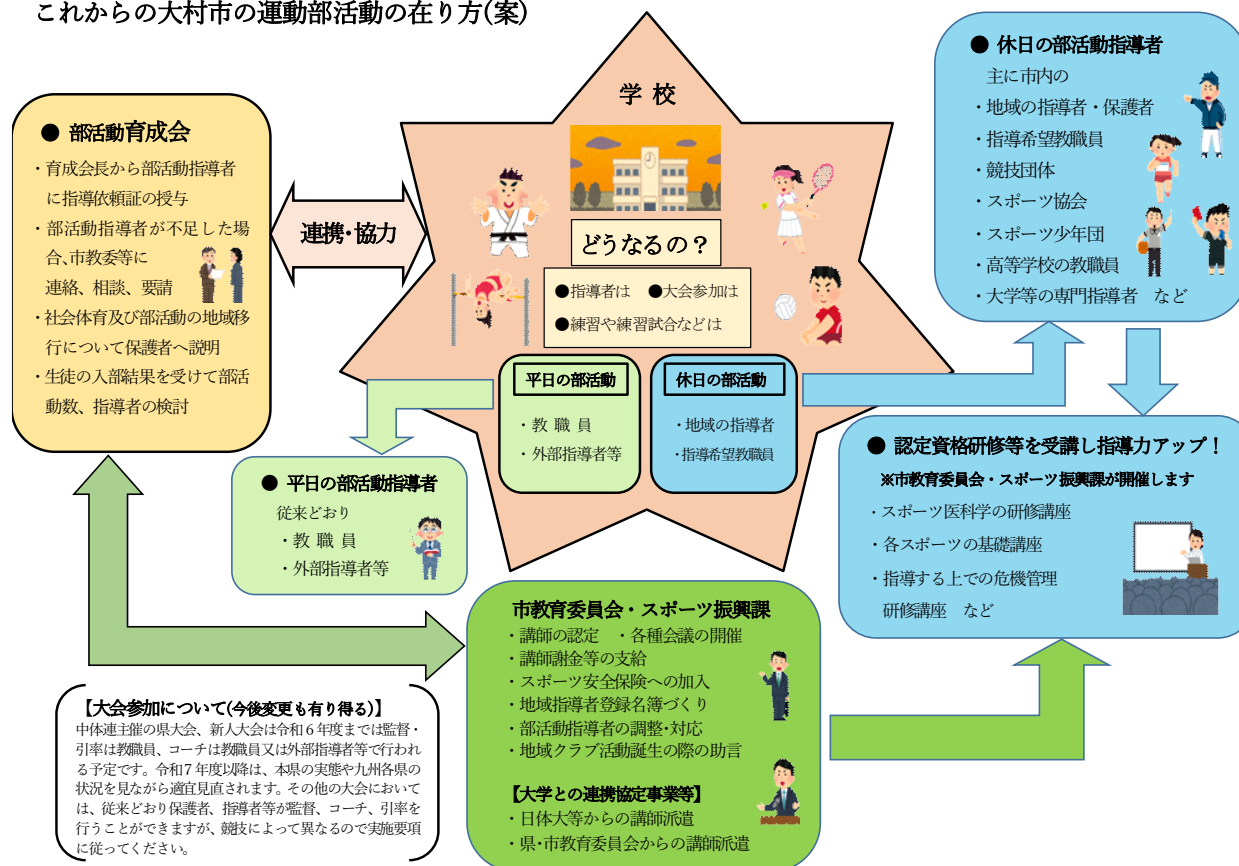 これからの大村市の運動部活動の在り方(案)
● 部活動育成会
・育成会長から部活動指導者
に指導依頼証の授与
・部活動指導者が不足した場
合、市教委等に
連絡、相談、要請
・社会体育及び部活動の地域移
行について保護者へ説明
・生徒の入部結果を受けて部活
動数、指導者の検討
連携・協力
学 校
どうなるの？
●指導者は ●大会参加は
●練習や練習試合などは
平日の部活動
・教 職 員
・外部指導者等
休日の部活動
・地域の指導者
・指導希望教職員
● 休日の部活動指導者
主に市内の
・地域の指導者・保護者
・指導希望教職員
・競技団体
・スポーツ協会
・スポーツ少年団
・高等学校の教職員
・大学等の専門指導者 など
● 平日の部活動指導者
従来どおり
・教 職 員
・外部指導者等
● 認定資格研修等を受講し指導力アップ！
※市教育委員会・スポーツ振興課が開催します
・スポーツ医科学の研修講座
・各スポーツの基礎講座
・指導する上での危機管理
研修講座 など
市教育委員会・スポーツ振興課
・講師の認定 ・各種会議の開催
・講師謝金等の支給
・スポーツ安全保険への加入
・地域指導者登録名簿づくり
・部活動指導者の調整・対応
・地域クラブ活動誕生の際の助言
【大学との連携協定事業等】
・日体大等からの講師派遣
・県・市教育委員会からの講師派遣
【大会参加について(今後変更も有り得る)】
中体連主催の県大会、新人大会は令和６年度までは監督・
引率は教職員、コーチは教職員又は外部指導者等で行われ
る予定です。令和７年度以降は、本県の実態や九州各県の
状況を見ながら適宜見直されます。その他の大会において
は、従来どおり保護者、指導者等が監督、コーチ、引率を
行うことができますが、競技によって異なるので実施要項
に従ってください。